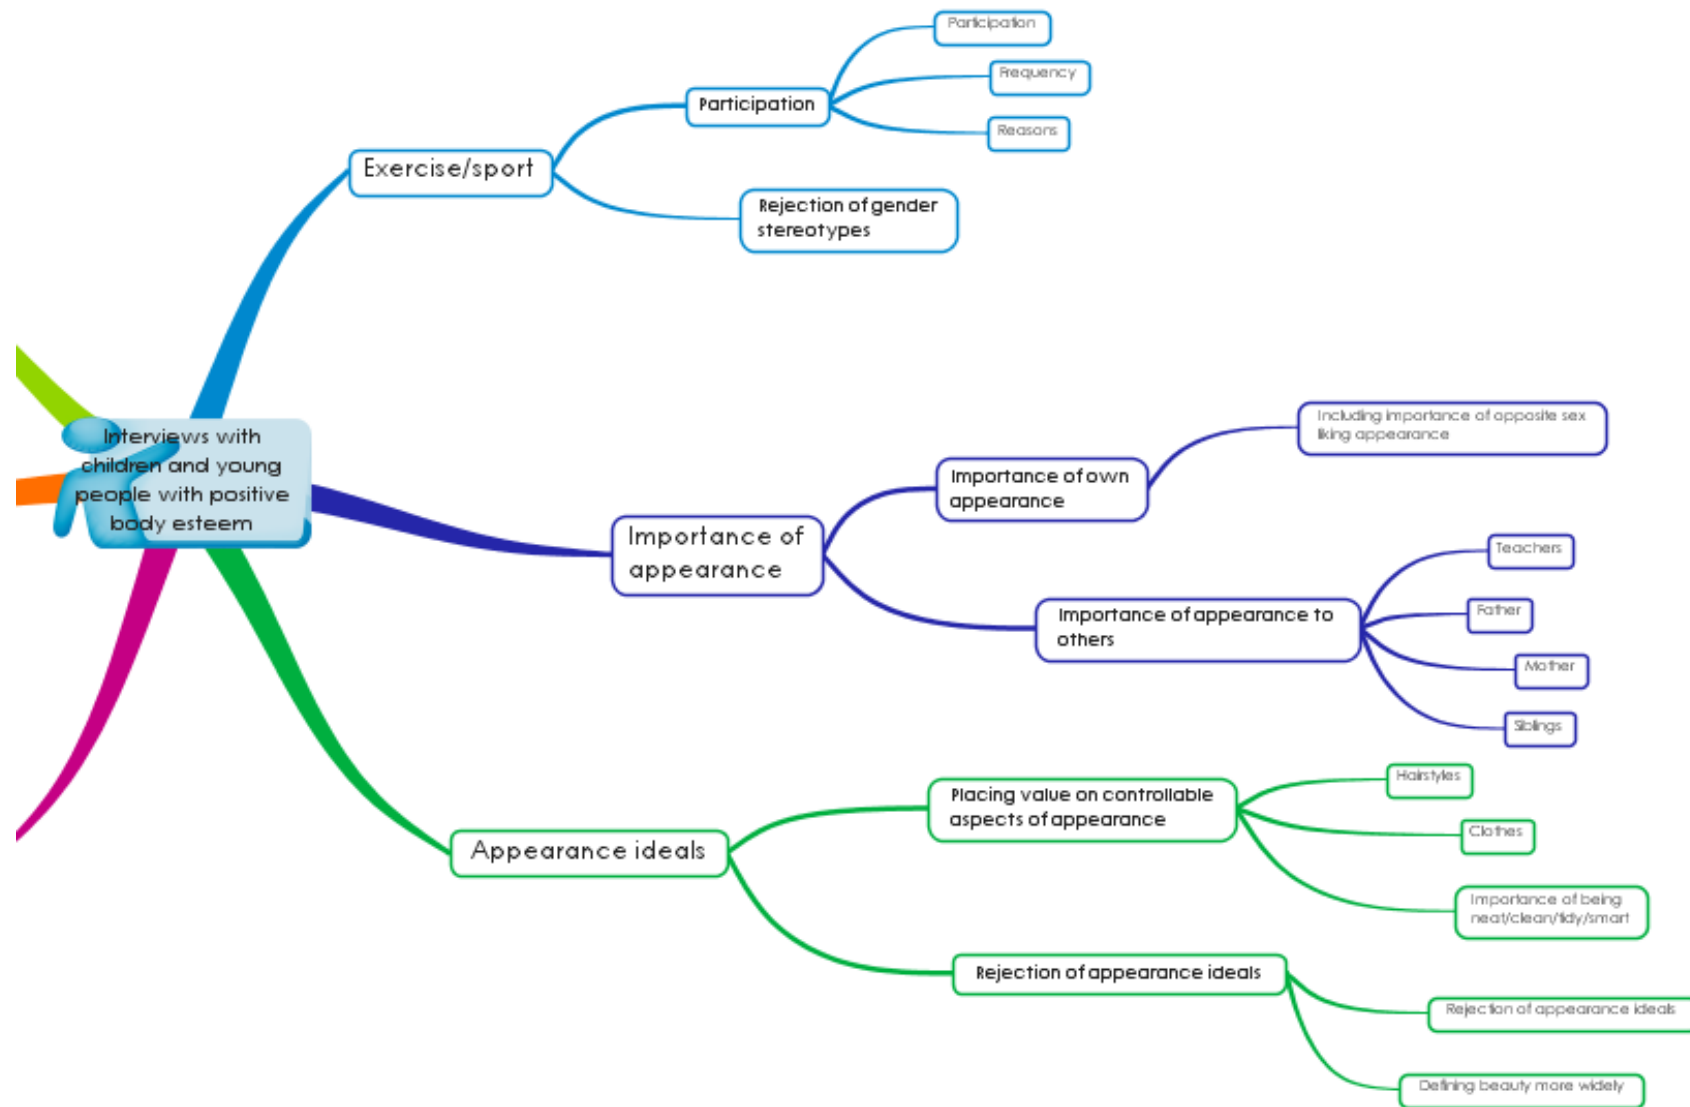 Interviews with
children and young
people with positive
body esteem
Exercise/sport
Participation
Participation
Frequency
Reasons
Rejection of gender
stereotypes
Importance of
appearance
Importance of own
appearance
Including importance of opposite sex
liking appearance
Importance of appearance to
others
Teachers
Father
Mother
Siblings
Appearance ideals
Placing value on controllable
aspects of appearance
Hairstyles
Clothes
Importance of being
neat/clean/tidy/smart
Rejection of appearance ideals
Rejection of appearance ideals
Defining beauty more widely